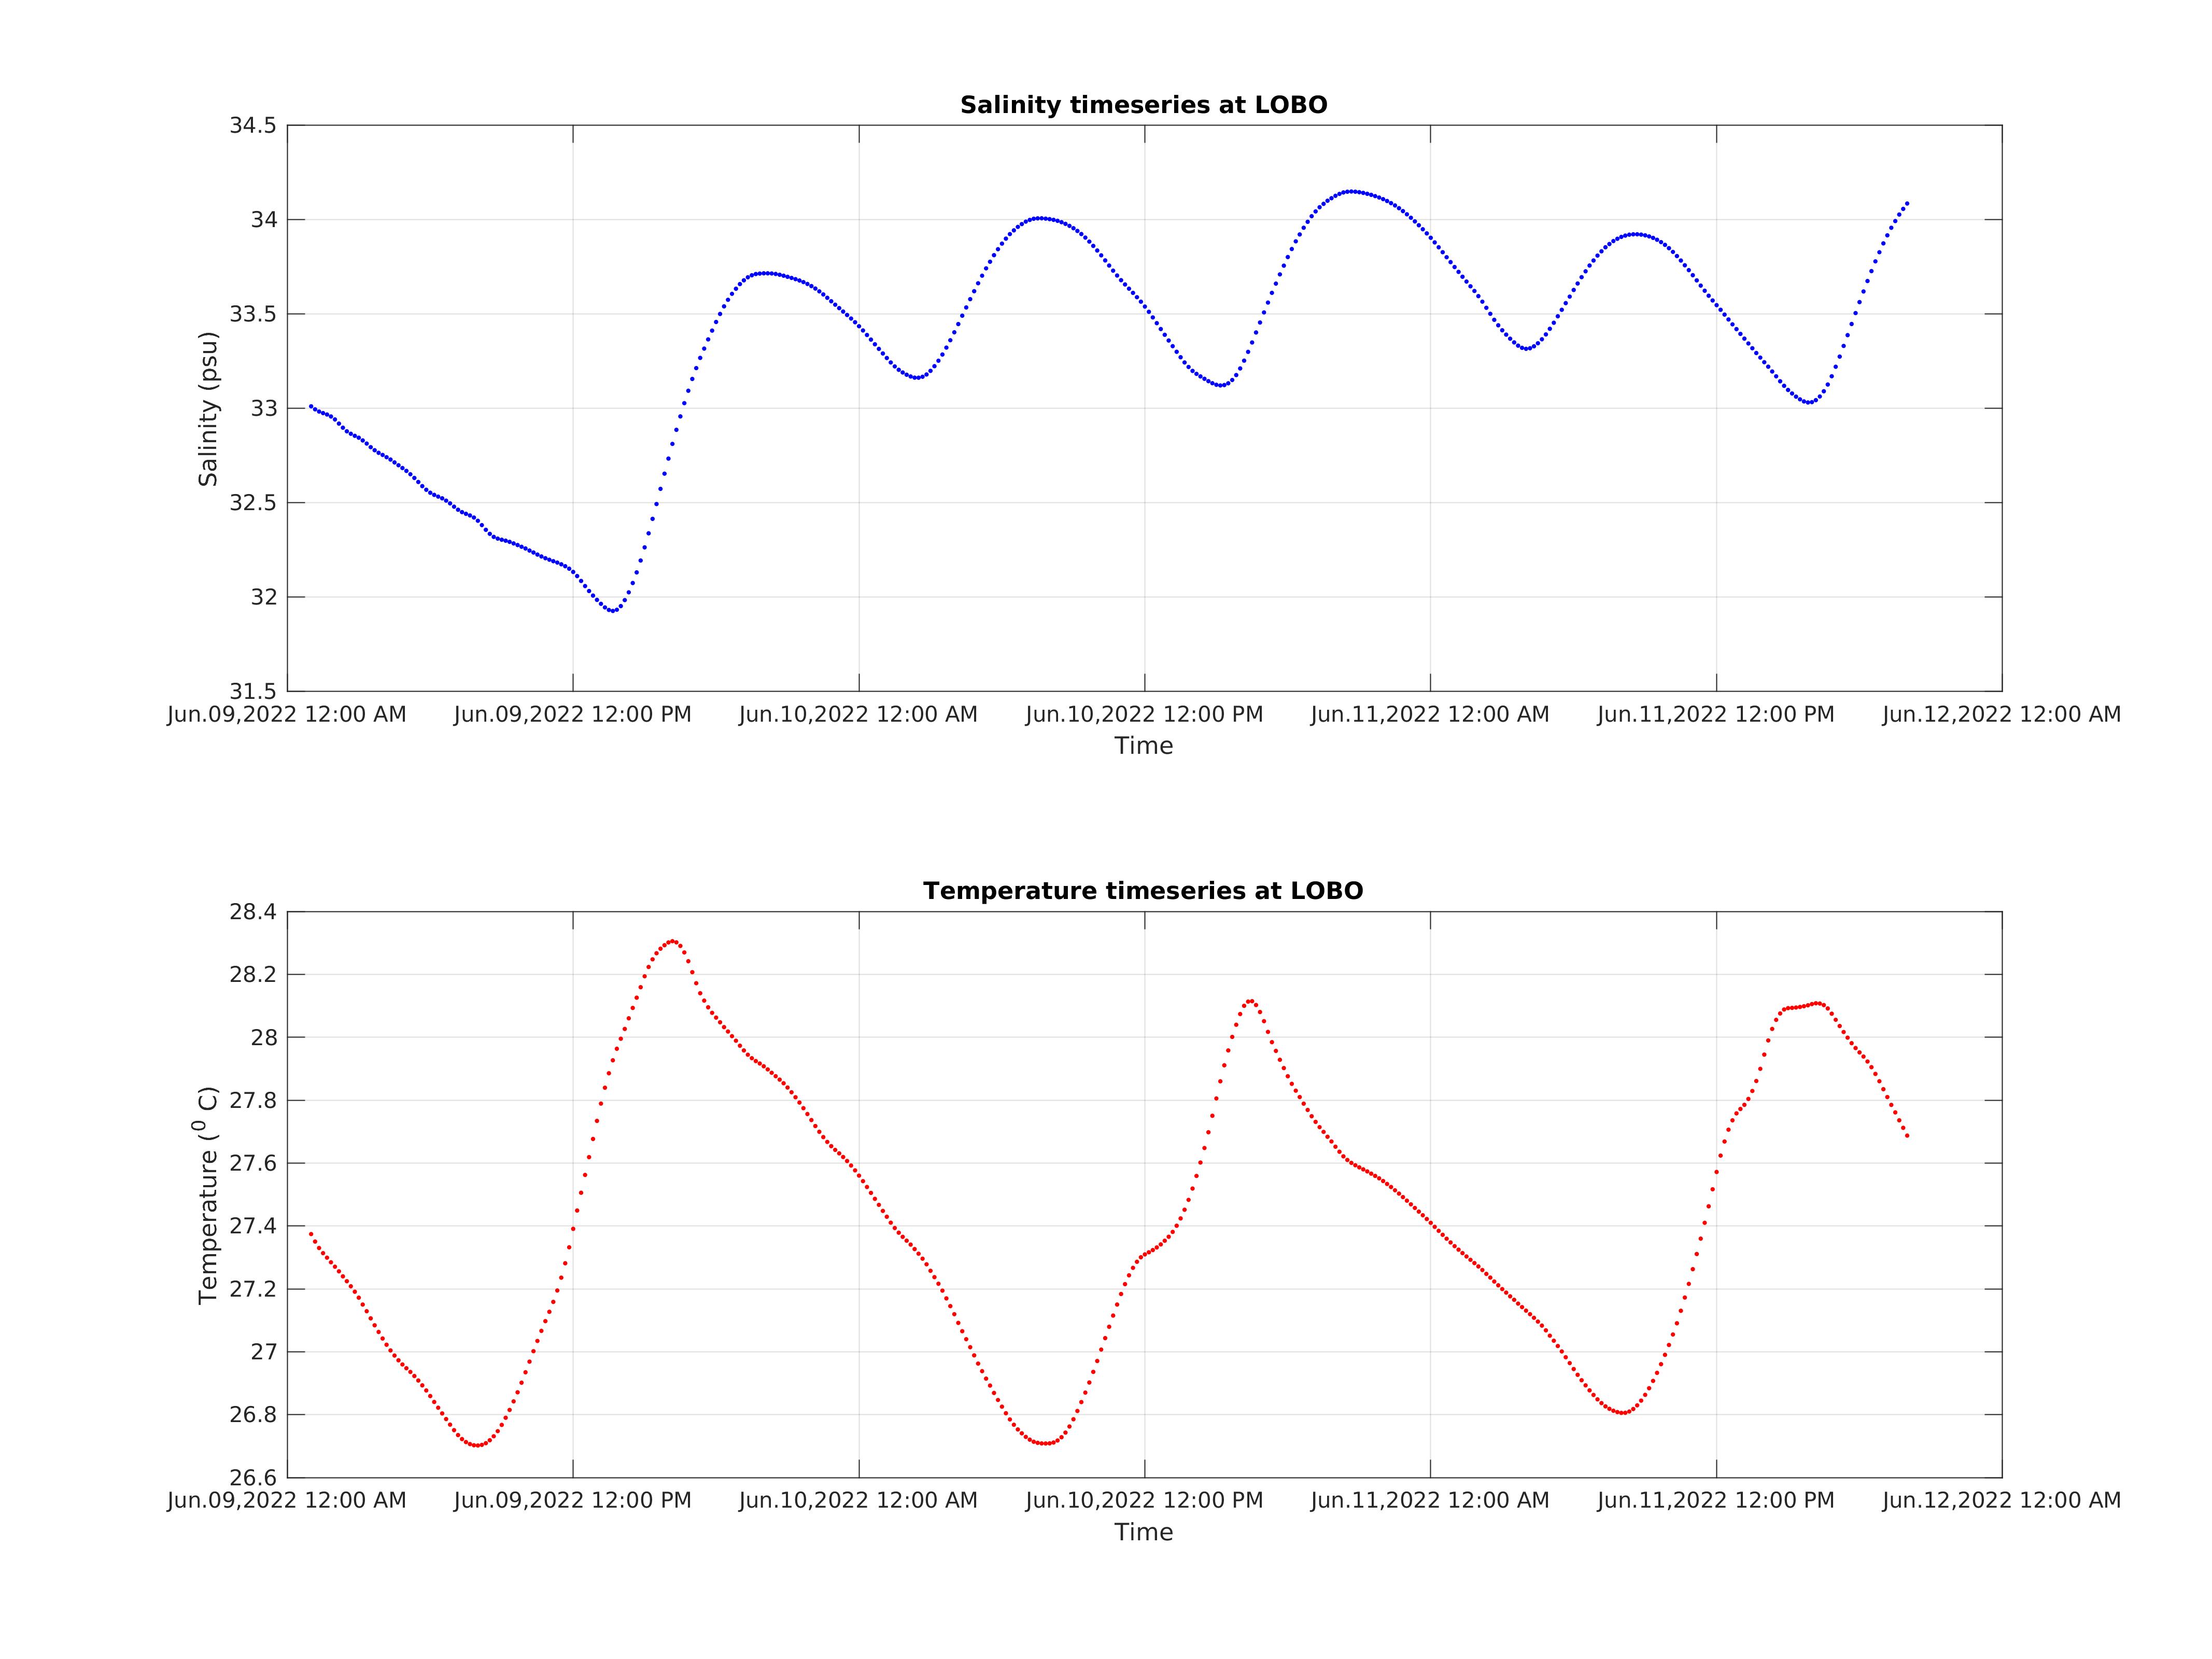 Salinity timeseries at LOBO
34.5
34
33.5
33
32.5
32
31.5
Salinity (psu)
Jun.09,2022 12:00 AM Jun.09,2022 12:00 PM Jun.10,2022 12:00 AM Jun.10,2022 12:00 PM Jun.11,2022 12:00 AM Jun.11,2022 12:00 PM Jun.12,2022 12:00 AM
Time
Temperature timeseries at LOBO
28.4
28.2
28
27.8
27.6
27.4
27.2
27
26.8
26.6
Temperature (⁰ C)
Jun.09,2022 12:00 AM Jun.09,2022 12:00 PM Jun.10,2022 12:00 AM Jun.10,2022 12:00 PM Jun.11,2022 12:00 AM Jun.11,2022 12:00 PM Jun.12,2022 12:00 AM
Time